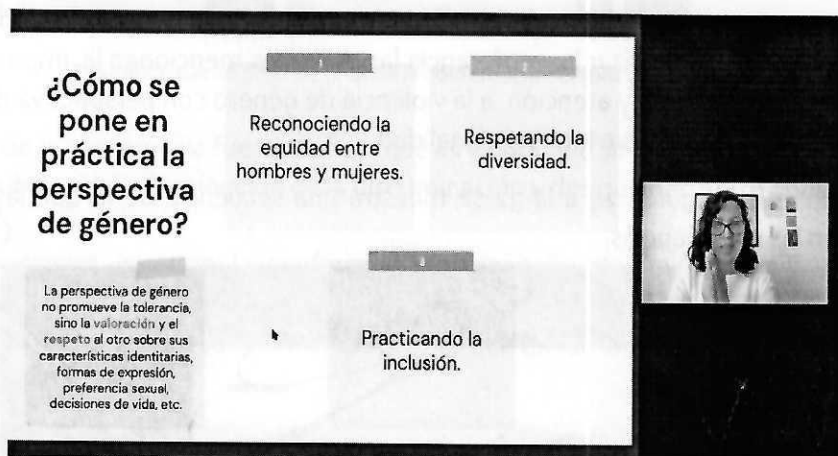 ¿Cómo se
pone en
práctica la
perspectiva
de género?
1
Reconociendo la
equidad entre
hombres y mujeres.
Respetando la
diversidad.
La perspectiva de género
no promueve la tolerancia,
sino la valoración y el
respeto al otro sobre sus
características identitarias,
formas de expresión,
preferencia sexual,
decisiones de vida, etc.
Practicando la
inclusión.